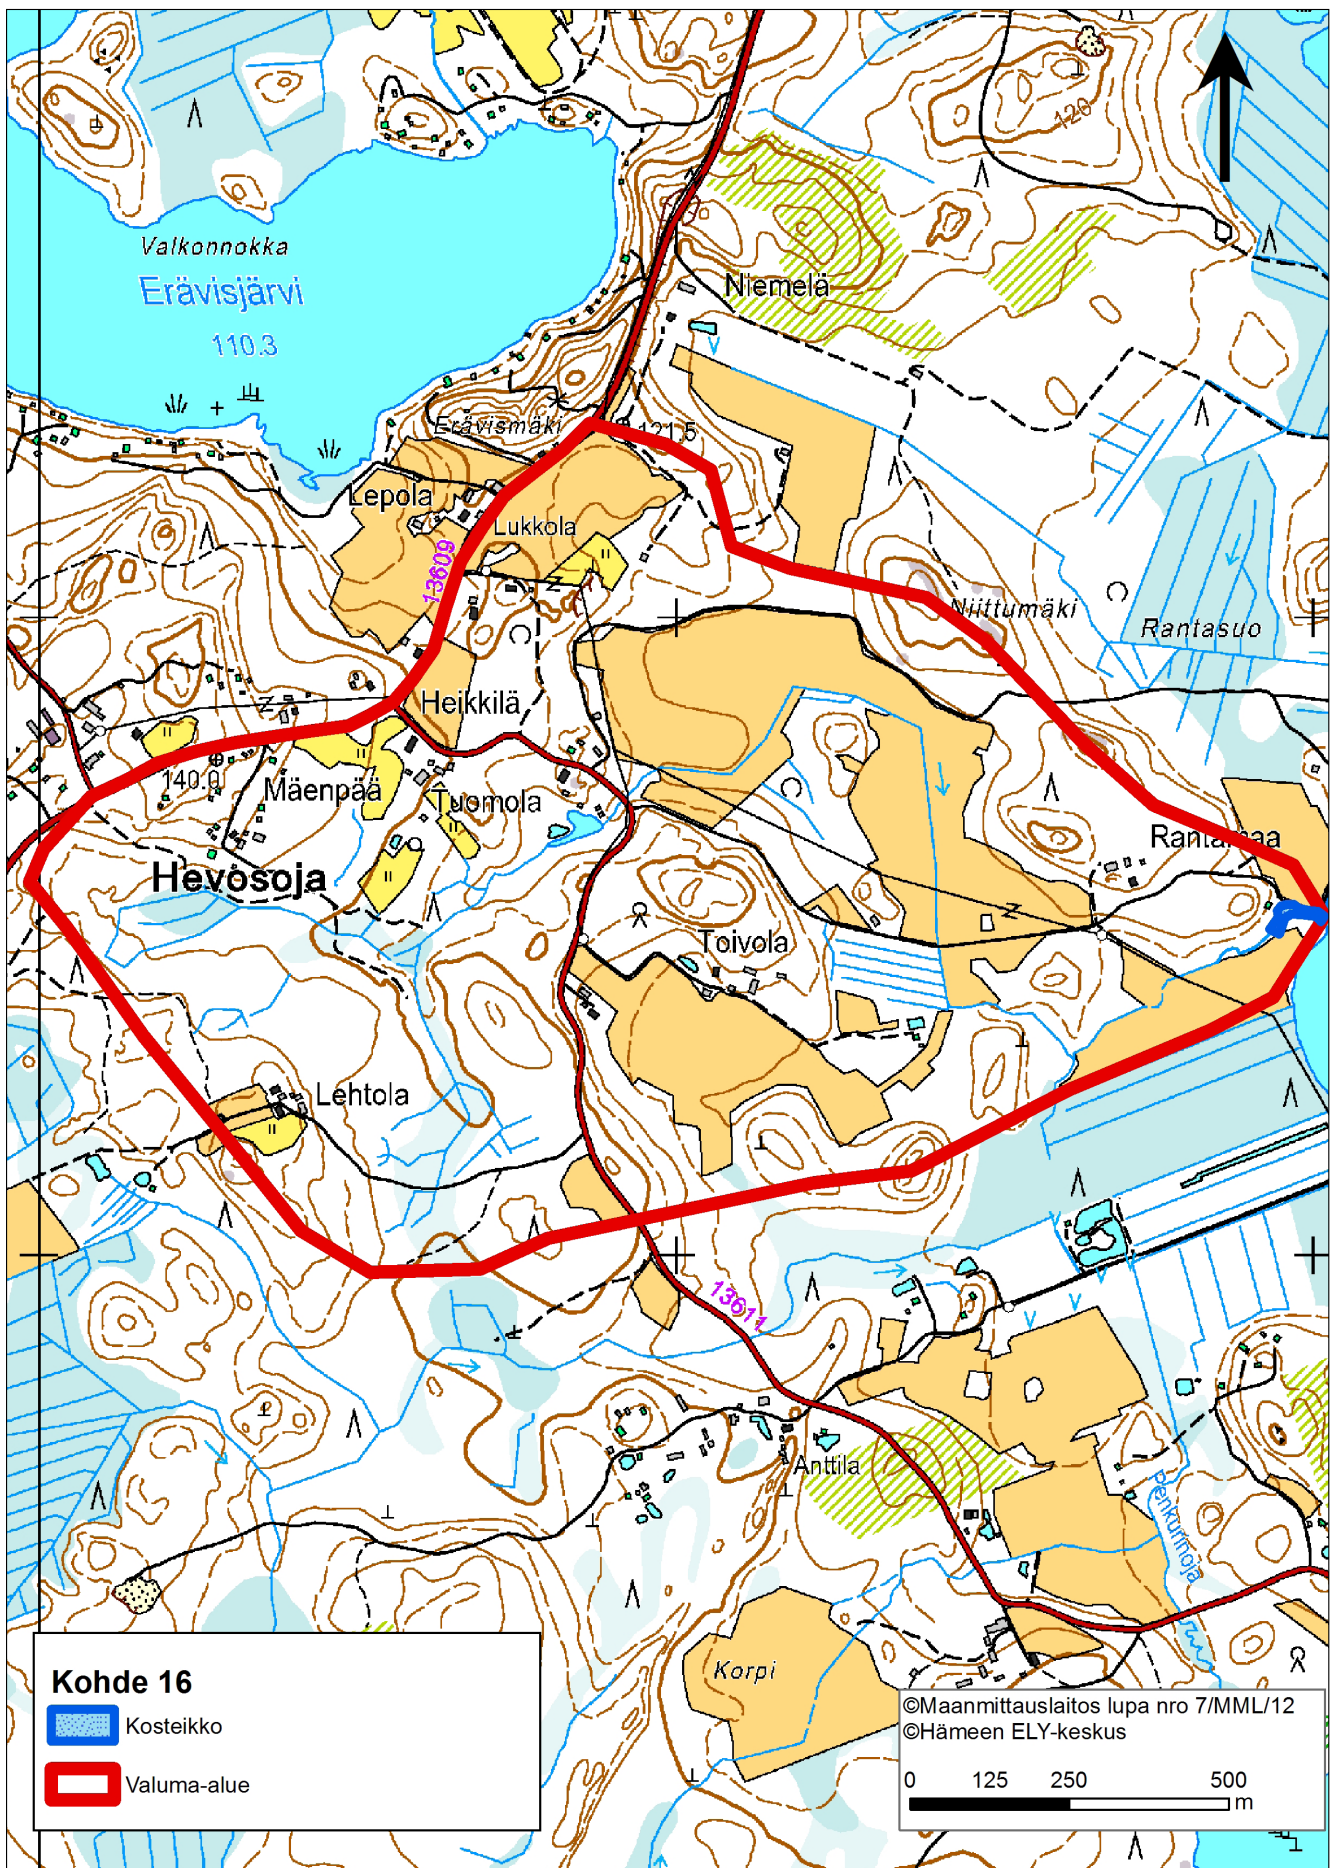 120
Valkonnokka
Erävisjärvi
110.3
Niemelä
Erävismäki
121.5
Lepola
Lukkola
13609
Niittumäki
Rantasuo
Heikkilä
140.0
Mäenpää
Tuomola
Rantamaa
Hevosoja
Toivola
Lehtola
13611
Anttila
Penkurinoja
Korpi
Kohde 16
Kosteikko
Valuma-alue
©Maanmittauslaitos lupa nro 7/MML/12
©Hämeen ELY-keskus
0 125 250 500
m